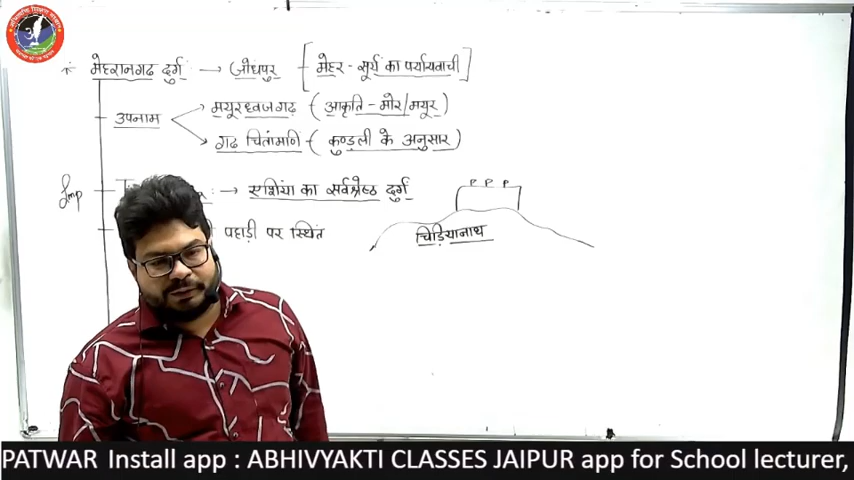 मेहरानगढ दुर्ग → जोधपुर [मेहर - सूर्य का पर्यायवाची]
उपनाम
मयूरध्वजगढ़ (आकृति - मोर/मयूर)
गढ चिंतामणि (कुण्डली के अनुसार)
Imp → एशिया का सर्वश्रेष्ठ दुर्ग
P P P
पहाड़ी पर स्थित
चिड़ियानाथ
PATWAR Install app : ABHIVYAKTI CLASSES JAIPUR app for School lecturer,